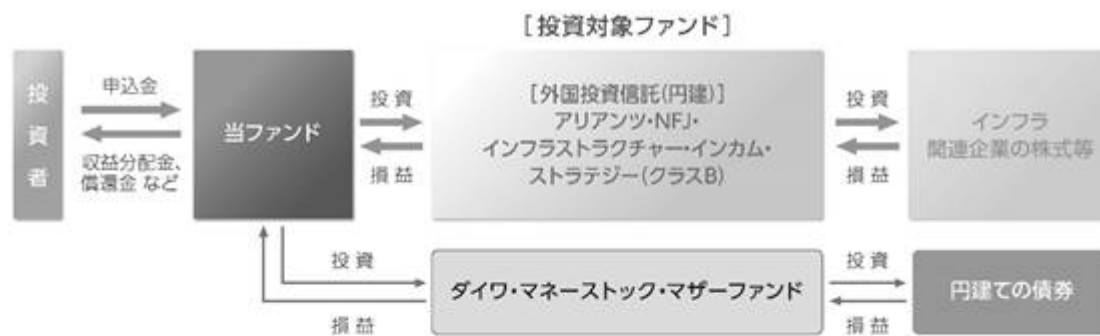 [投資対象ファンド]
投資者
申込金
収益分配金、
償還金 など
当ファンド
投 資
損 益
[外国投資信託(円建)]
アリアンツ・NFJ・
インフラストラクチャー・インカム・
ストラテジー(クラスB)
投 資
損 益
インフラ
関連企業の株式等
投 資
損 益
ダイワ・マネーストック・マザーファンド
投 資
損 益
円建ての債券